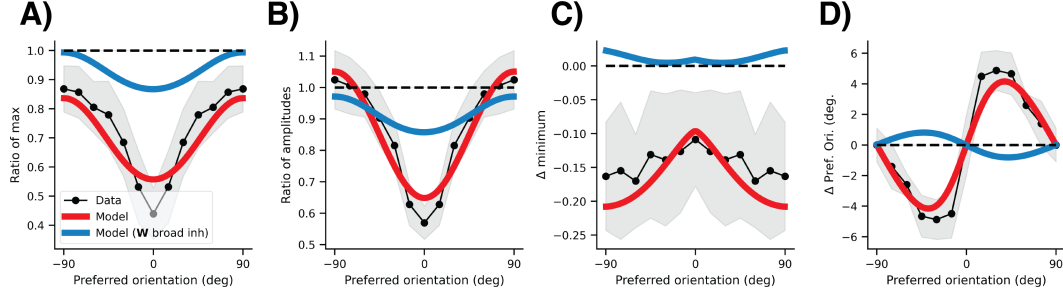 A)
Ratio of max
1.0
0.9
0.8
0.7
0.6
0.5
0.4
Data
Model
Model (W broad inh)
−90
0
90
Preferred orientation (deg)
B)
Ratio of amplitudes
1.1
1.0
0.9
0.8
0.7
0.6
0.5
−90
0
90
Preferred orientation (deg)
C)
Δ minimum
0.00
−0.05
−0.10
−0.15
−0.20
−0.25
−90
0
90
Preferred orientation (deg)
D)
Δ Pref. Ori. (deg.
6
4
2
0
−2
−4
−6
−90
0
90
Preferred orientation (deg)